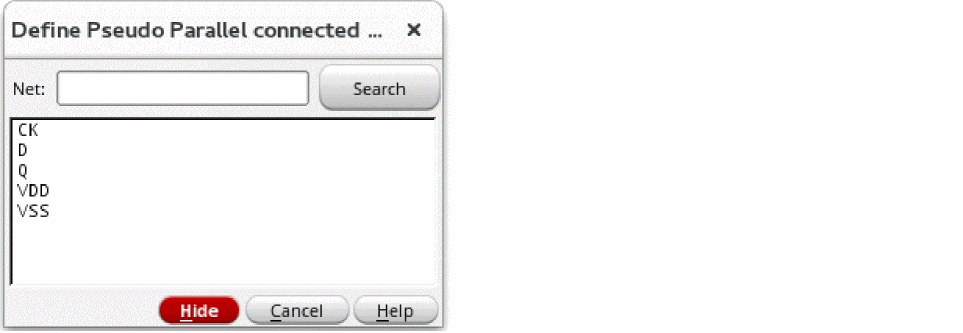 Define Pseudo Parallel connected ...
Net: Search
CK
D
Q
VDD
VSS
Hide Cancel Help